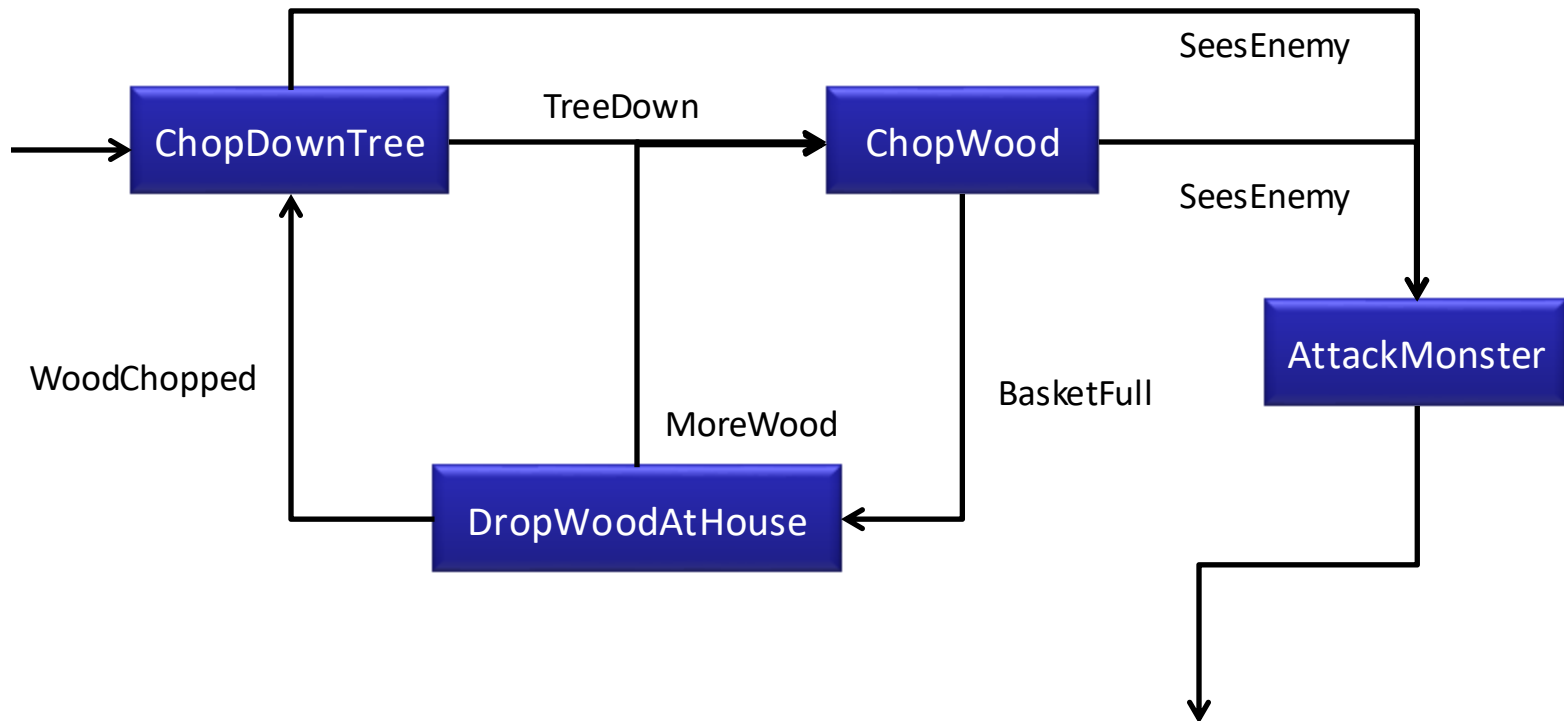 SeesEnemy
TreeDown
ChopDownTree
ChopWood
SeesEnemy
AttackMonster
WoodChopped
BasketFull
MoreWood
DropWoodAtHouse